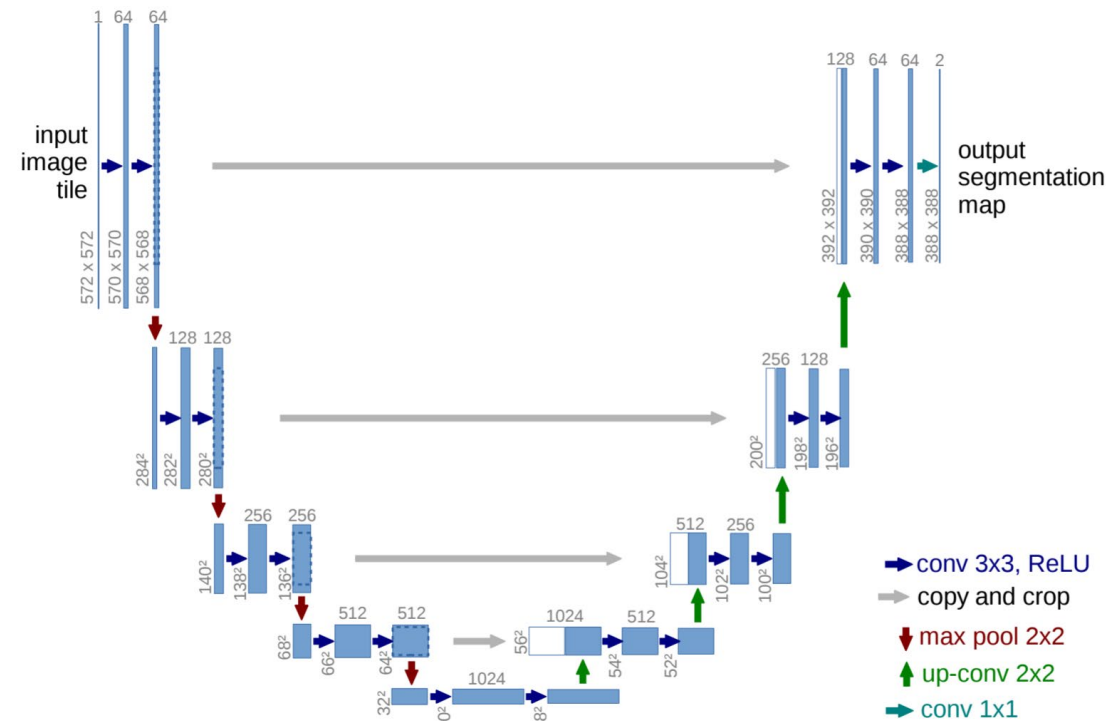 1 64 64
input
image
tile
572 x 572
570 x 570
568 x 568
128 64 64 2
output
segmentation
map
392 x 392
390 x 390
388 x 388
388 x 388
128 128
284²
282²
280²
256 128
200²
198²
196²
256 256
140²
138²
136²
512 256
104²
102²
100²
512 512
68²
66²
64²
1024 512
56²
54²
52²
1024
32²
conv 3x3, ReLU
copy and crop
max pool 2x2
up-conv 2x2
conv 1x1